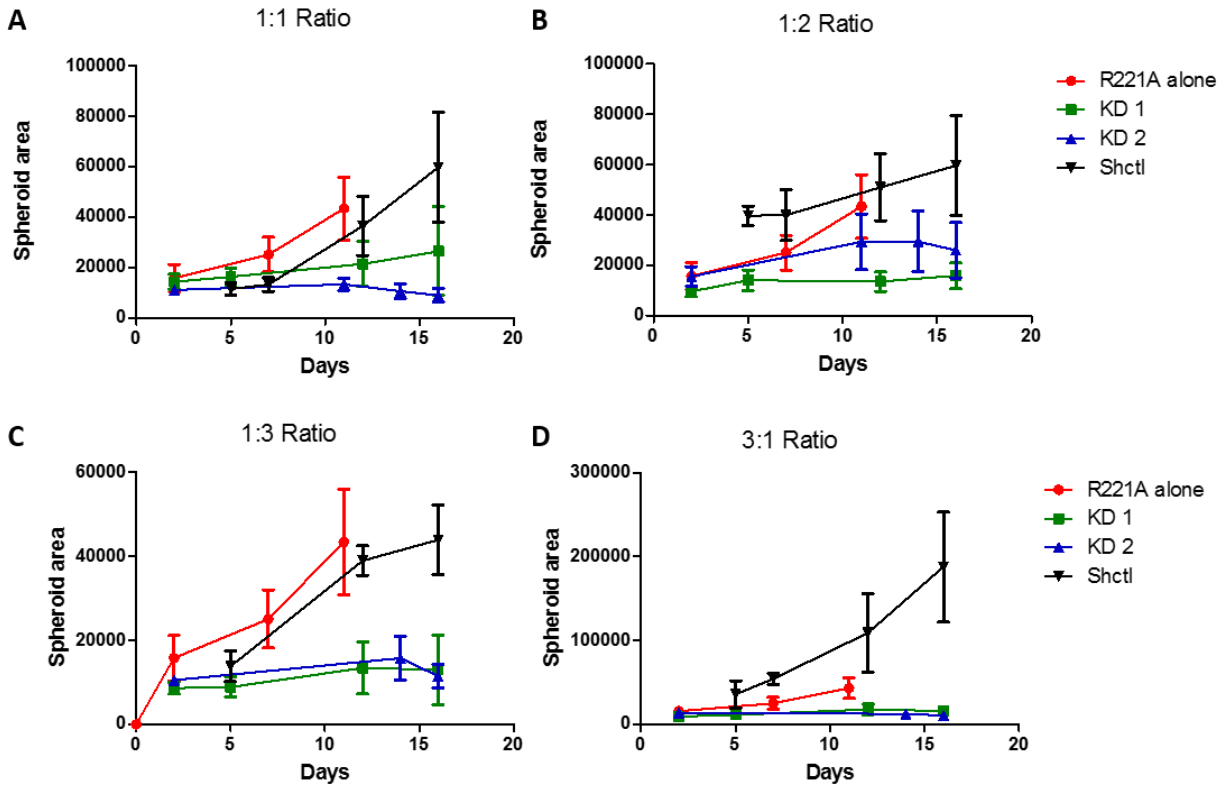 A
1:1 Ratio
100000
80000
60000
40000
20000
0
Spheroid area
0 5 10 15 20
Days
B
1:2 Ratio
100000
80000
60000
40000
20000
0
Spheroid area
0 5 10 15 20
Days
R221A alone
KD 1
KD 2
Shctl
C
1:3 Ratio
60000
40000
20000
0
Spheroid area
0 5 10 15 20
Days
D
3:1 Ratio
300000
200000
100000
0
Spheroid area
0 5 10 15 20
Days
R221A alone
KD 1
KD 2
Shctl